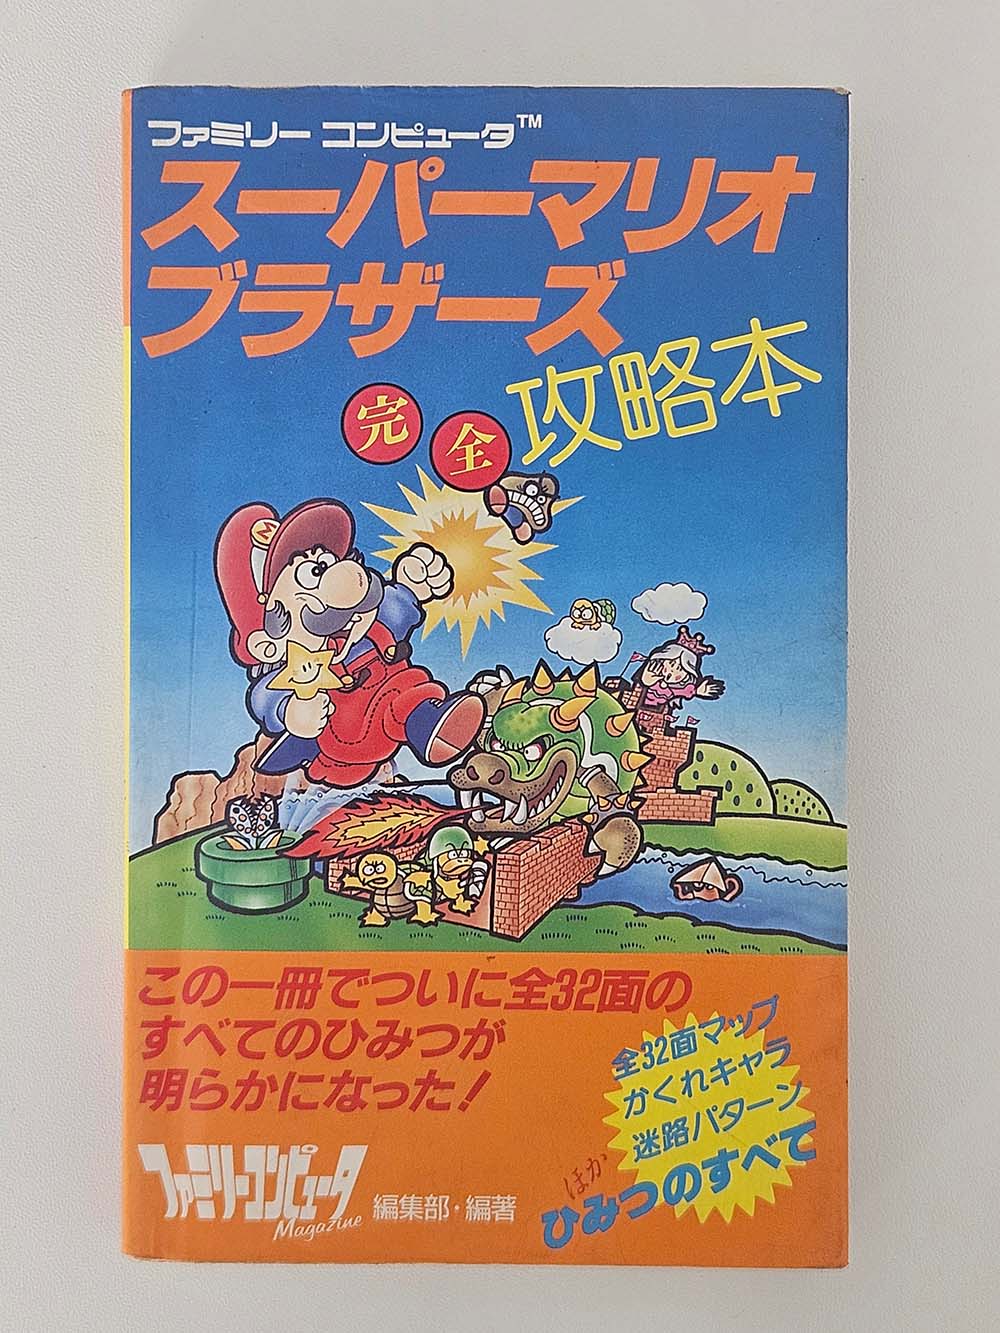 ファミリー コンピュータ™
スーパーマリオ
ブラザーズ
完全 攻略本
M
この一冊でついに全32面の
すべてのひみつが
明らかになった!
全32面マップ
かくれキャラ
迷路パターン
ほか
ひみつのすべて
ファミリーコンピュータ
Magazine
編集部・編著